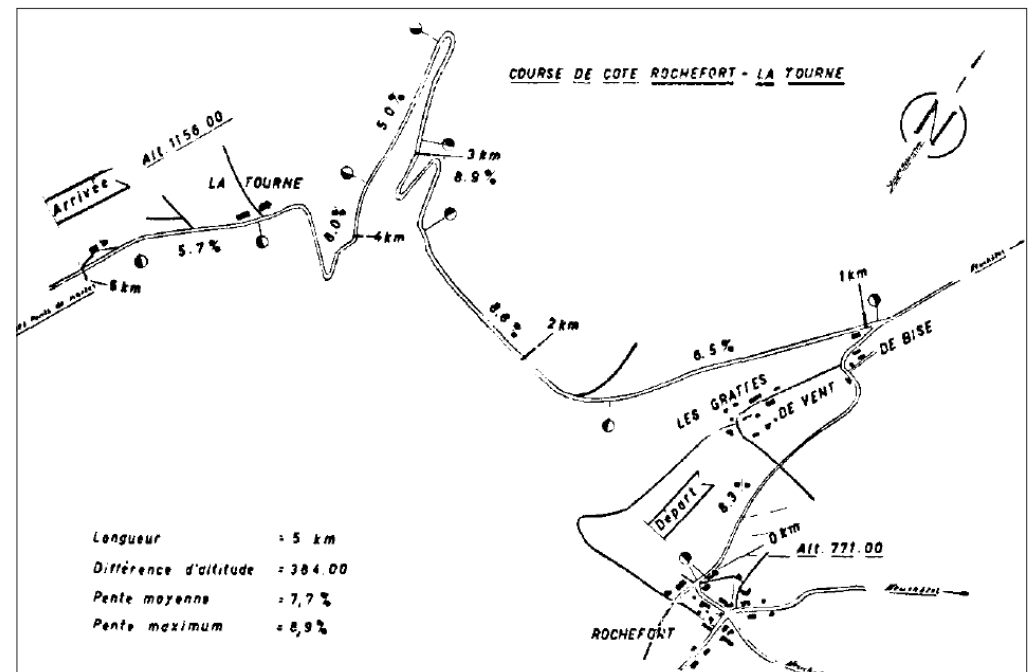 COURSE DE COTE ROCHEFORT - LA TOURNE
N
Alt. 1156.00
Arrivée
LA TOURNE
5.0%
3 km
8.9%
8.0%
4 km
5.7%
6 km
Ponts de
8.8%
2 km
6.5%
1 km
DE BISE
LES GRATTES
DE VENT
Départ
8.3%
0 km
Alt. 771.00
ROCHEFORT
Longueur = 5 km
Différence d'altitude = 384.00
Pente moyenne = 7,7 %
Pente maximum = 8,9%